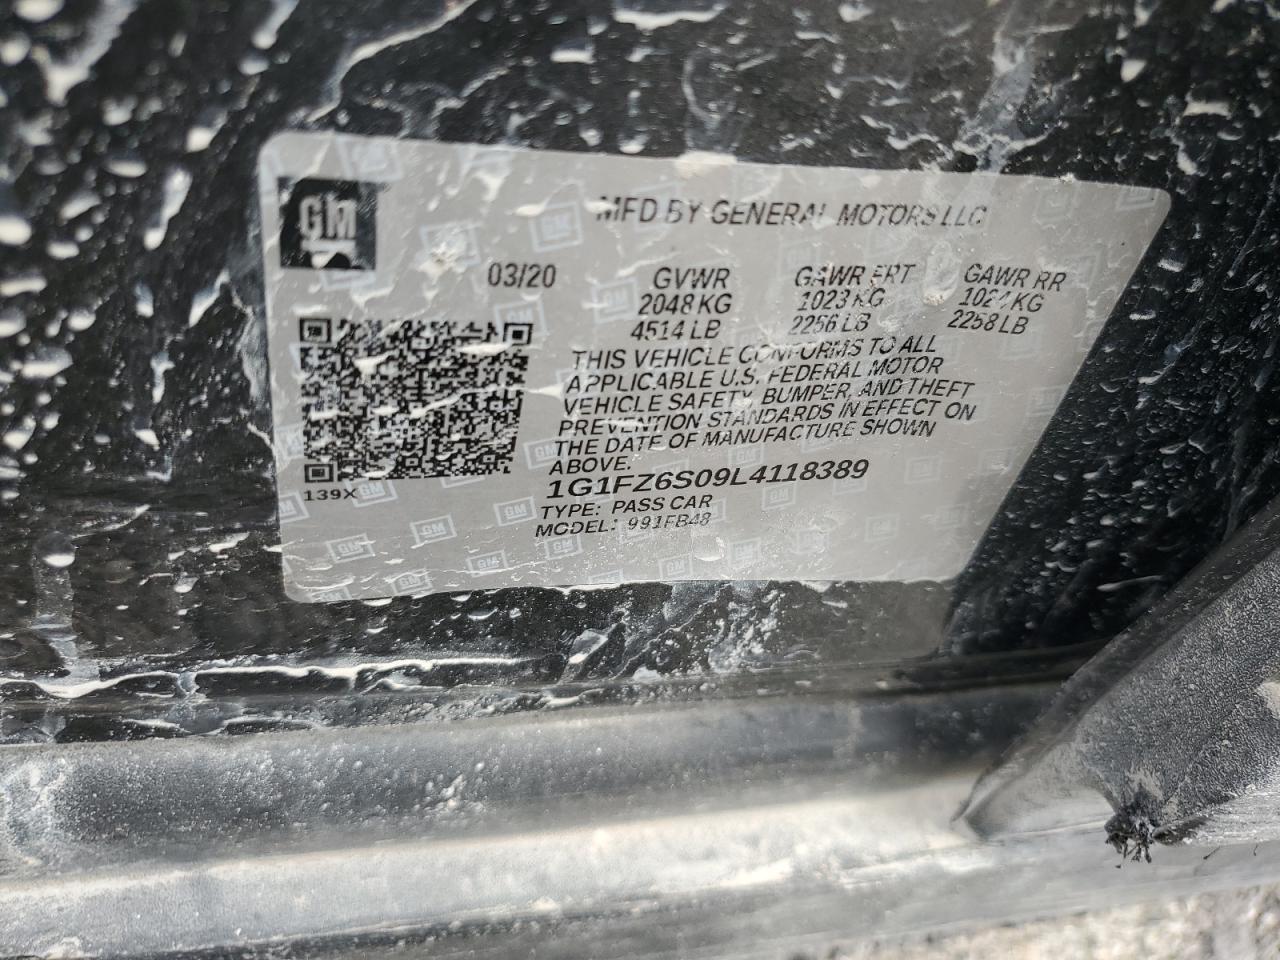 GM
MFD BY GENERAL MOTORS LLC
03/20
GVWR
2048 KG
4514 LB
GAWR FRT
1023 KG
2256 LB
GAWR RR
1024 KG
2258 LB
THIS VEHICLE CONFORMS TO ALL
APPLICABLE U.S. FEDERAL MOTOR
VEHICLE SAFETY, BUMPER, AND THEFT
PREVENTION STANDARDS IN EFFECT ON
THE DATE OF MANUFACTURE SHOWN
ABOVE.
139X
1G1FZ6S09L4118389
TYPE: PASS CAR
MODEL: 991FB48